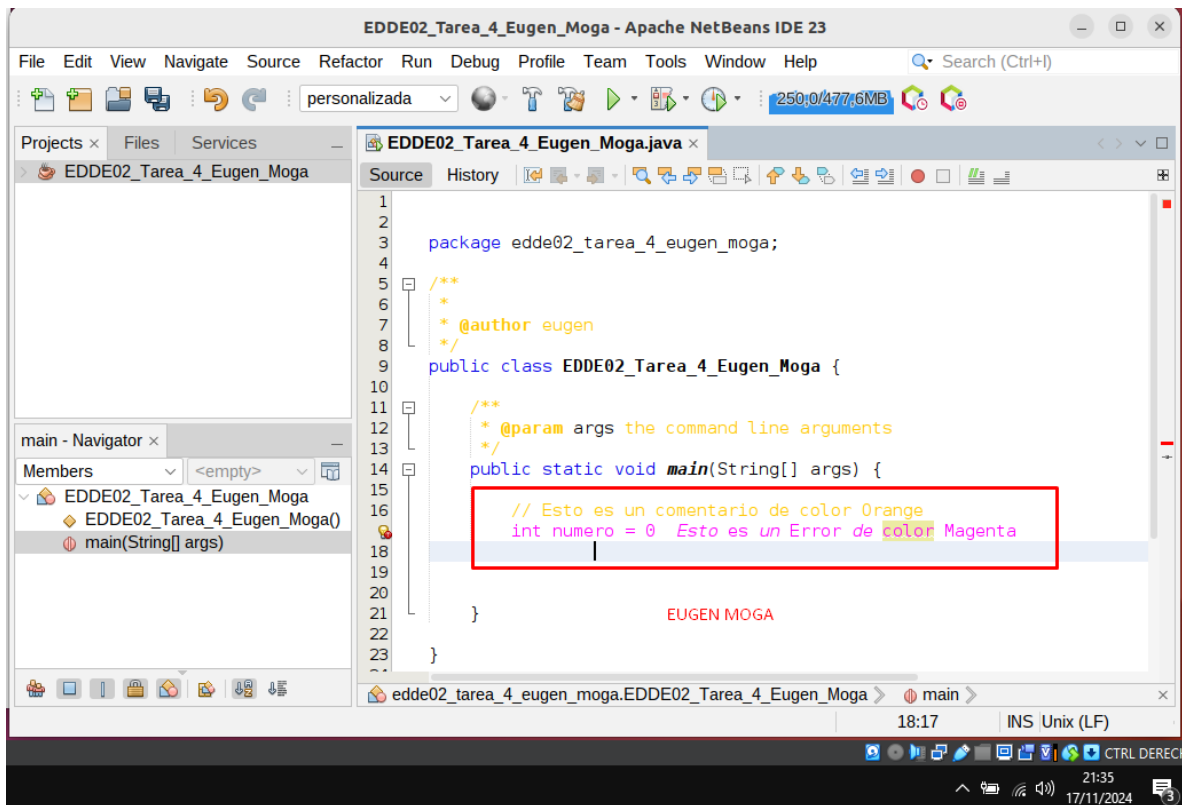 EDDE02_Tarea_4_Eugen_Moga - Apache NetBeans IDE 23
File Edit View Navigate Source Refactor Run Debug Profile Team Tools Window Help Search (Ctrl+I)
personalizada 250,0/477,6MB
Projects Files Services
EDDE02_Tarea_4_Eugen_Moga
EDDE02_Tarea_4_Eugen_Moga.java
Source History
1
2
3 package edde02_tarea_4_eugen_moga;
4
5 /**
6 *
7 * @author eugen
8 */
9 public class EDDE02_Tarea_4_Eugen_Moga {
10
11 /**
12 * @param args the command line arguments
13 */
14 public static void main(String[] args) {
15
16 // Esto es un comentario de color Orange
int numero = 0 Esto es un Error de color Magenta
18
19
20
21 }
EUGEN MOGA
22
23 }
main - Navigator
Members <empty>
EDDE02_Tarea_4_Eugen_Moga
EDDE02_Tarea_4_Eugen_Moga()
main(String[] args)
edde02_tarea_4_eugen_moga.EDDE02_Tarea_4_Eugen_Moga main
18:17 INS Unix (LF)
CTRL DERECH
21:35
17/11/2024
3